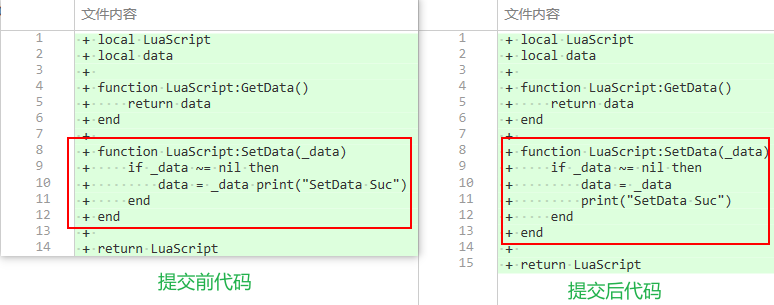 文件内容
1 + local LuaScript
2 + local data
3 +
4 + function LuaScript:GetData()
5 +     return data
6 + end
7 +
8 + function LuaScript:SetData(_data)
9 +     if _data ~= nil then
10 +         data = _data print("SetData Suc")
11 +     end
12 + end
13 +
14 + return LuaScript
提交前代码
文件内容
1 + local LuaScript
2 + local data
3 +
4 + function LuaScript:GetData()
5 +     return data
6 + end
7 +
8 + function LuaScript:SetData(_data)
9 +     if _data ~= nil then
10 +         data = _data
11 +         print("SetData Suc")
12 +     end
13 + end
14 +
15 + return LuaScript
提交后代码